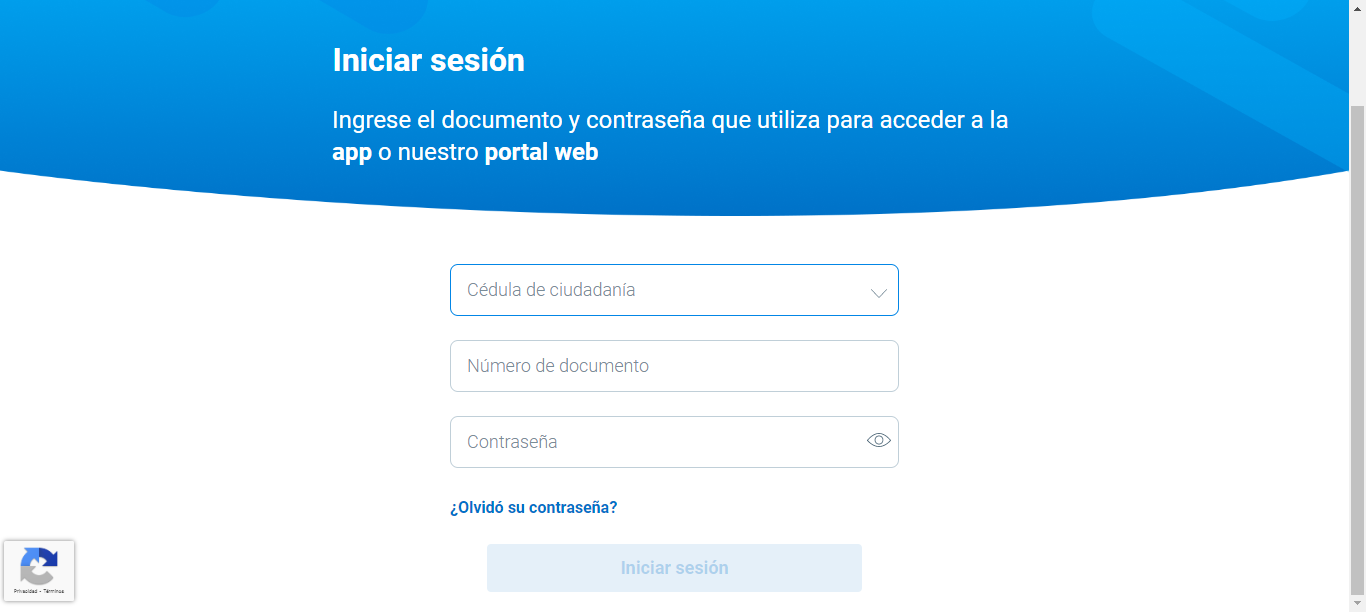 Iniciar sesión
Ingrese el documento y contraseña que utiliza para acceder a la
app o nuestro portal web
Cédula de ciudadanía
Número de documento
Contraseña
¿Olvidó su contraseña?
Iniciar sesión
Privacidad - Términos